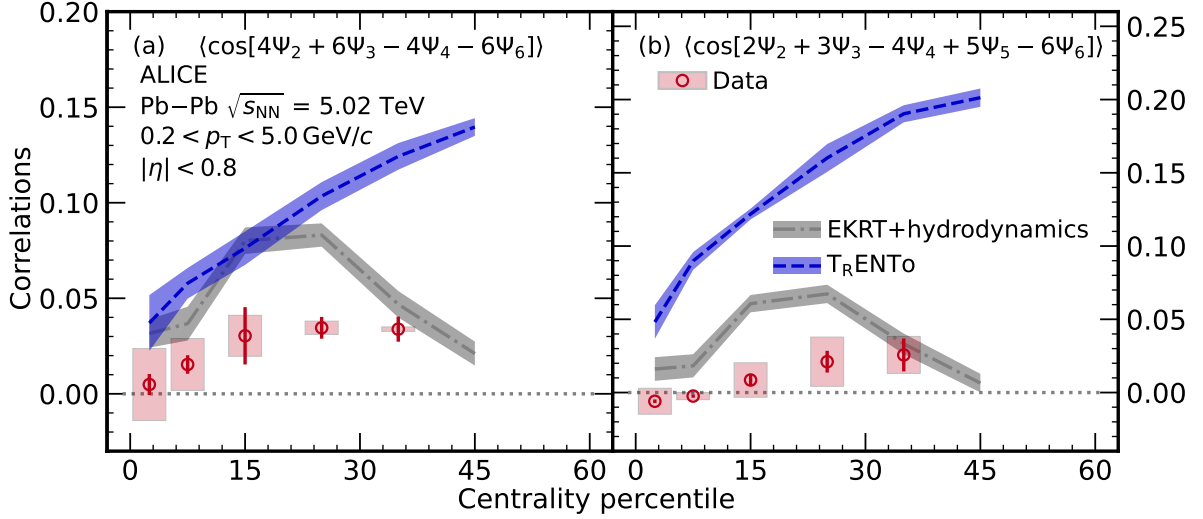 (a) ⟨cos[4Ψ₂ + 6Ψ₃ − 4Ψ₄ − 6Ψ₆]⟩
ALICE
Pb−Pb √s_NN = 5.02 TeV
0.2 < p_T < 5.0 GeV/c
|η| < 0.8
(b) ⟨cos[2Ψ₂ + 3Ψ₃ − 4Ψ₄ + 5Ψ₅ − 6Ψ₆]⟩
Data
EKRT+hydrodynamics
T_RENTo
Correlations
0.20
0.15
0.10
0.05
0.00
0.25
0.20
0.15
0.10
0.05
0.00
0 15 30 45 60
0 15 30 45 60
Centrality percentile